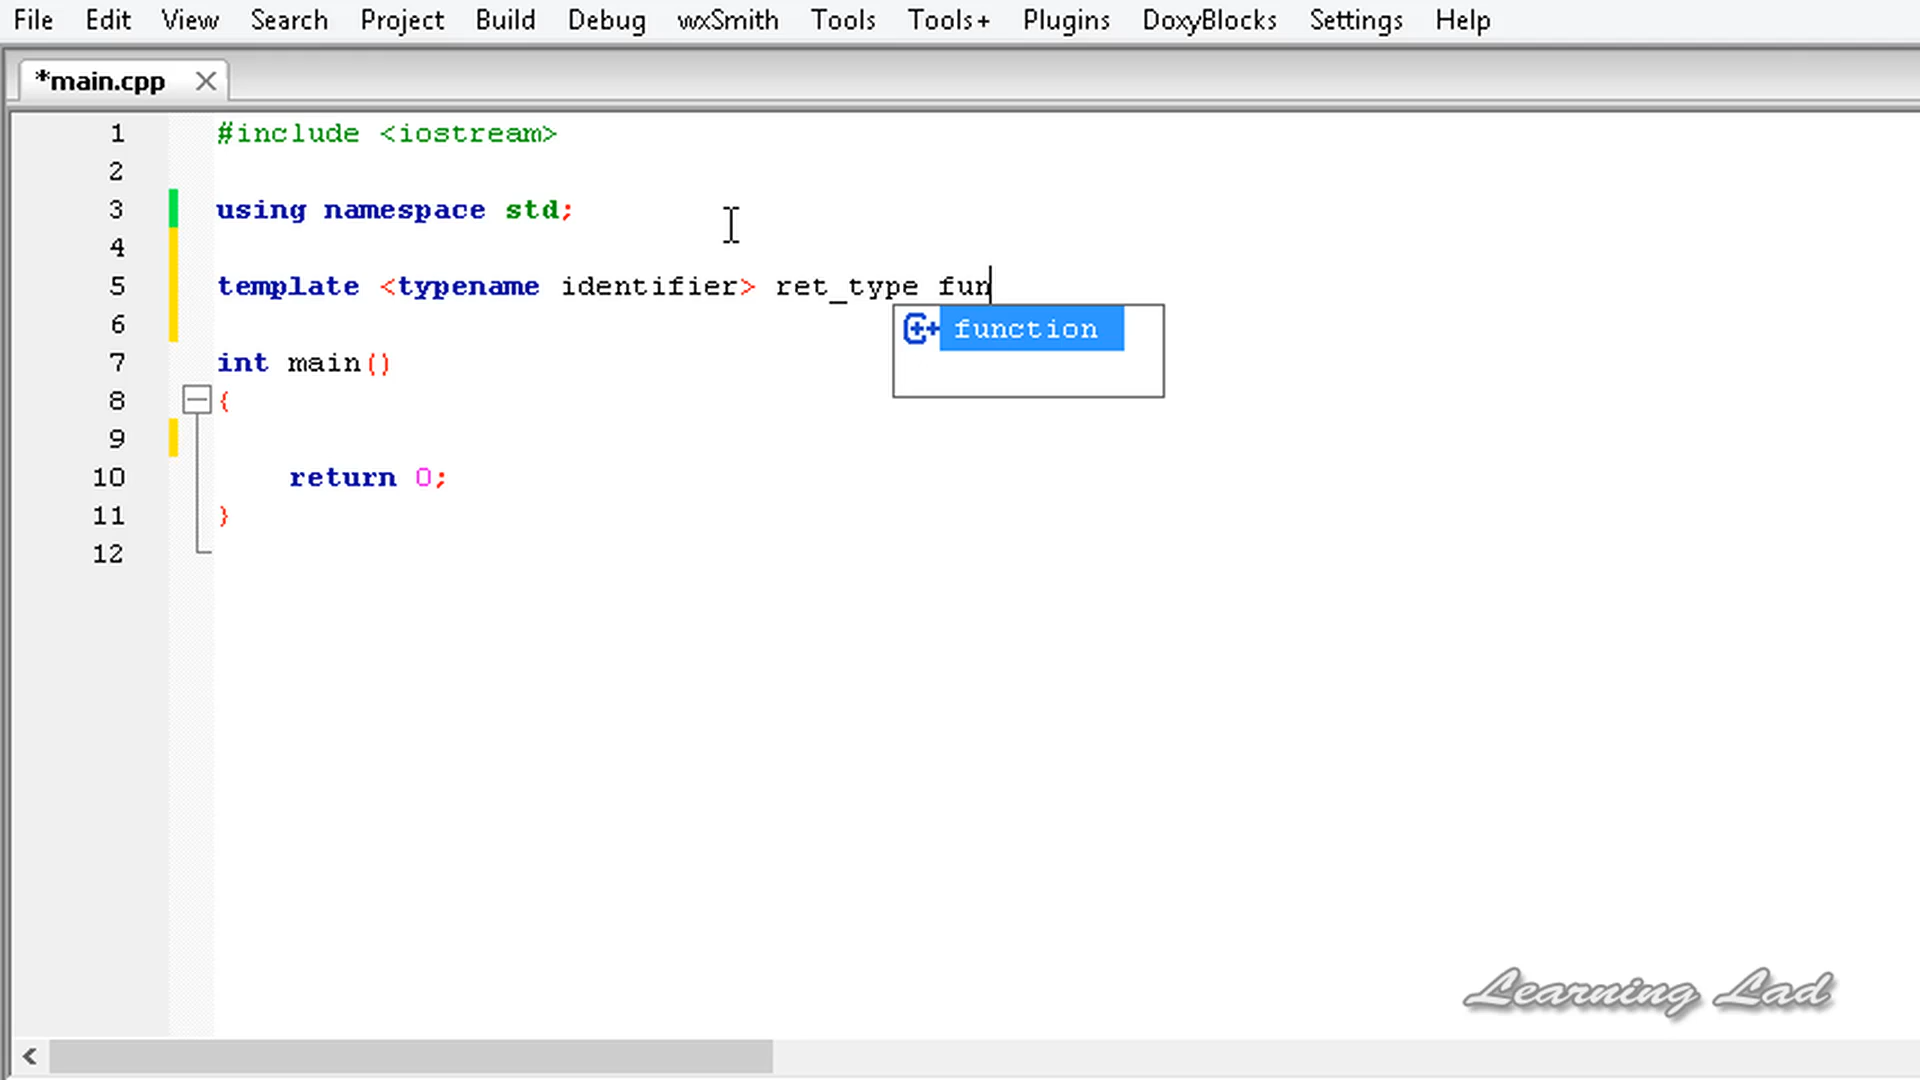 File Edit View Search Project Build Debug wxSmith Tools Tools+ Plugins DoxyBlocks Settings Help
*main.cpp
1 #include <iostream>
2
3 using namespace std;
4
5 template <typename identifier> ret_type fun
function
6
7 int main()
8 {
9
10 return 0;
11 }
12
Learning Lad